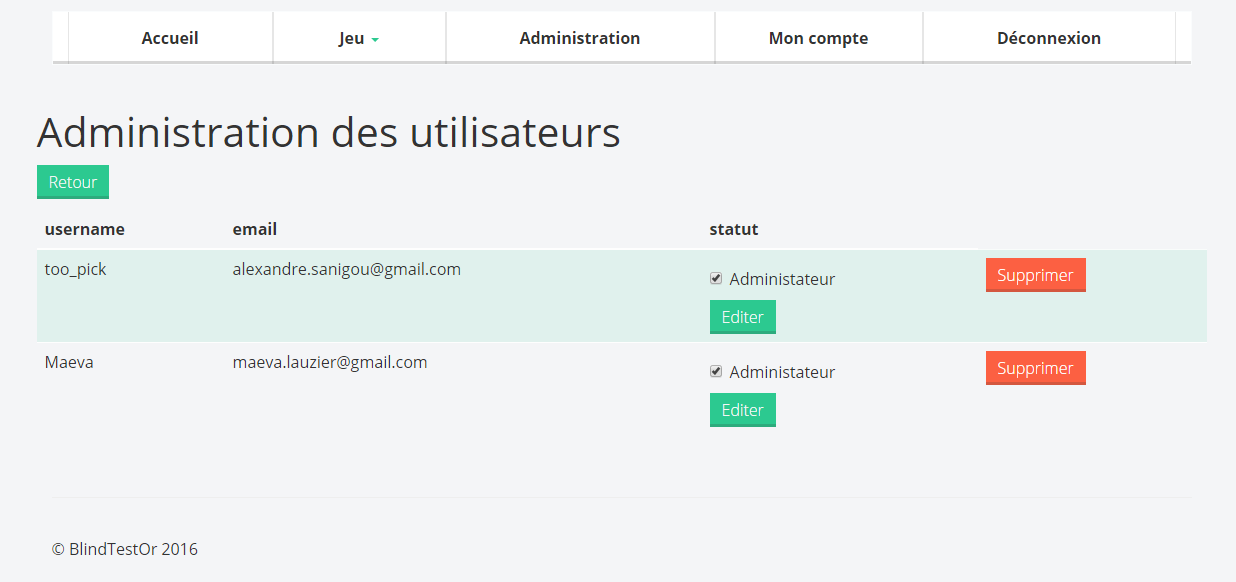 Accueil Jeu Administration Mon compte Déconnexion
Administration des utilisateurs
Retour
username email statut
too_pick alexandre.sanigou@gmail.com Administateur Supprimer
Editer
Maeva maeva.lauzier@gmail.com Administateur Supprimer
Editer
© BlindTestOr 2016